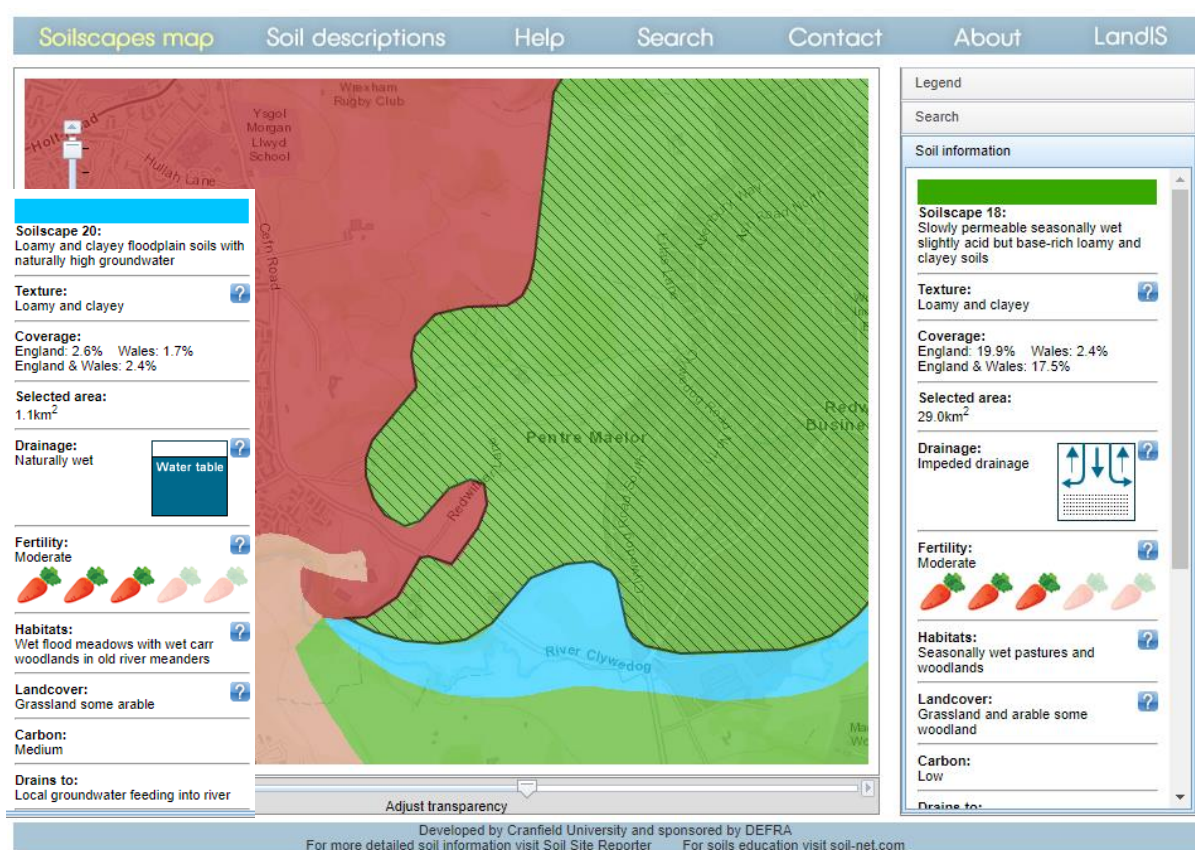 Soilscapes map Soil descriptions Help Search Contact About LandIS
Wrexham
Rugby Club
Ysgol
Morgan
Llwyd
School
Holt Road
Hullah Lane
Cefn Road
Pentre Maelor
Redwither Lane
River Clywedog
Soilscape 20:
Loamy and clayey floodplain soils with
naturally high groundwater
Texture:
Loamy and clayey
Coverage:
England: 2.6% Wales: 1.7%
England & Wales: 2.4%
Selected area:
1.1km2
Drainage:
Naturally wet
Water table
Fertility:
Moderate
Habitats:
Wet flood meadows with wet carr
woodlands in old river meanders
Landcover:
Grassland some arable
Carbon:
Medium
Drains to:
Local groundwater feeding into river
Adjust transparency
Legend
Search
Soil information
Soilscape 18:
Slowly permeable seasonally wet
slightly acid but base-rich loamy and
clayey soils
Texture:
Loamy and clayey
Coverage:
England: 19.9% Wales: 2.4%
England & Wales: 17.5%
Selected area:
29.0km2
Drainage:
Impeded drainage
Fertility:
Moderate
Habitats:
Seasonally wet pastures and
woodlands
Landcover:
Grassland and arable some
woodland
Carbon:
Low
Drains to:
Developed by Cranfield University and sponsored by DEFRA
For more detailed soil information visit Soil Site Reporter For soils education visit soil-net.com